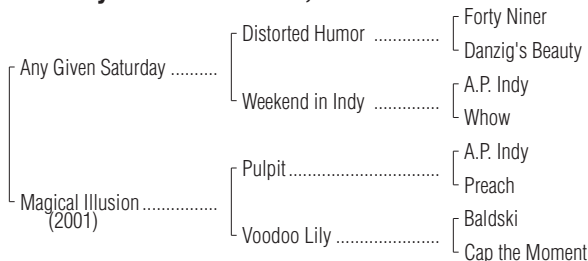 Forty Niner
Distorted Humor ..............
Danzig's Beauty
Any Given Saturday ..........
A.P. Indy
Weekend in Indy ..............
Whow
A.P. Indy
Pulpit.................................
Preach
Magical Illusion ................
(2001)
Baldski
Voodoo Lily ......................
Cap the Moment